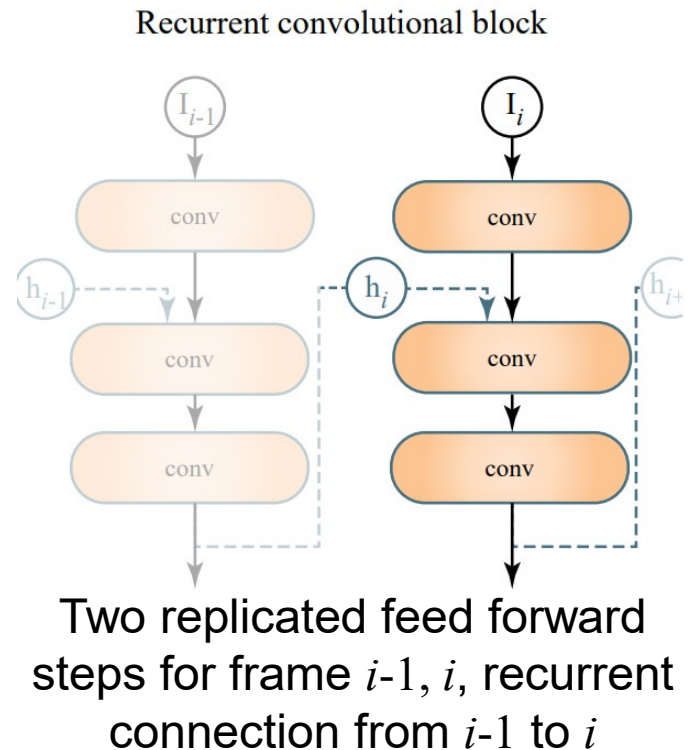 Recurrent convolutional block
I_{i-1} I_i
conv conv
h_{i-1} h_i h_{i+
conv conv
conv conv
Two replicated feed forward
steps for frame i-1, i, recurrent
connection from i-1 to i